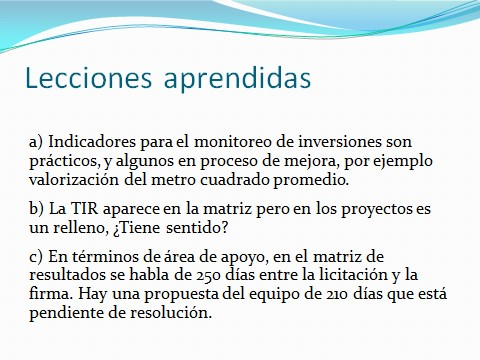 Lecciones aprendidas
a) Indicadores para el monitoreo de inversiones son
prácticos, y algunos en proceso de mejora, por ejemplo
valorización del metro cuadrado promedio.
b) La TIR aparece en la matriz pero en los proyectos es
un relleno, ¿Tiene sentido?
c) En términos de área de apoyo, en el matriz de
resultados se habla de 250 días entre la licitación y la
firma. Hay una propuesta del equipo de 210 días que está
pendiente de resolución.